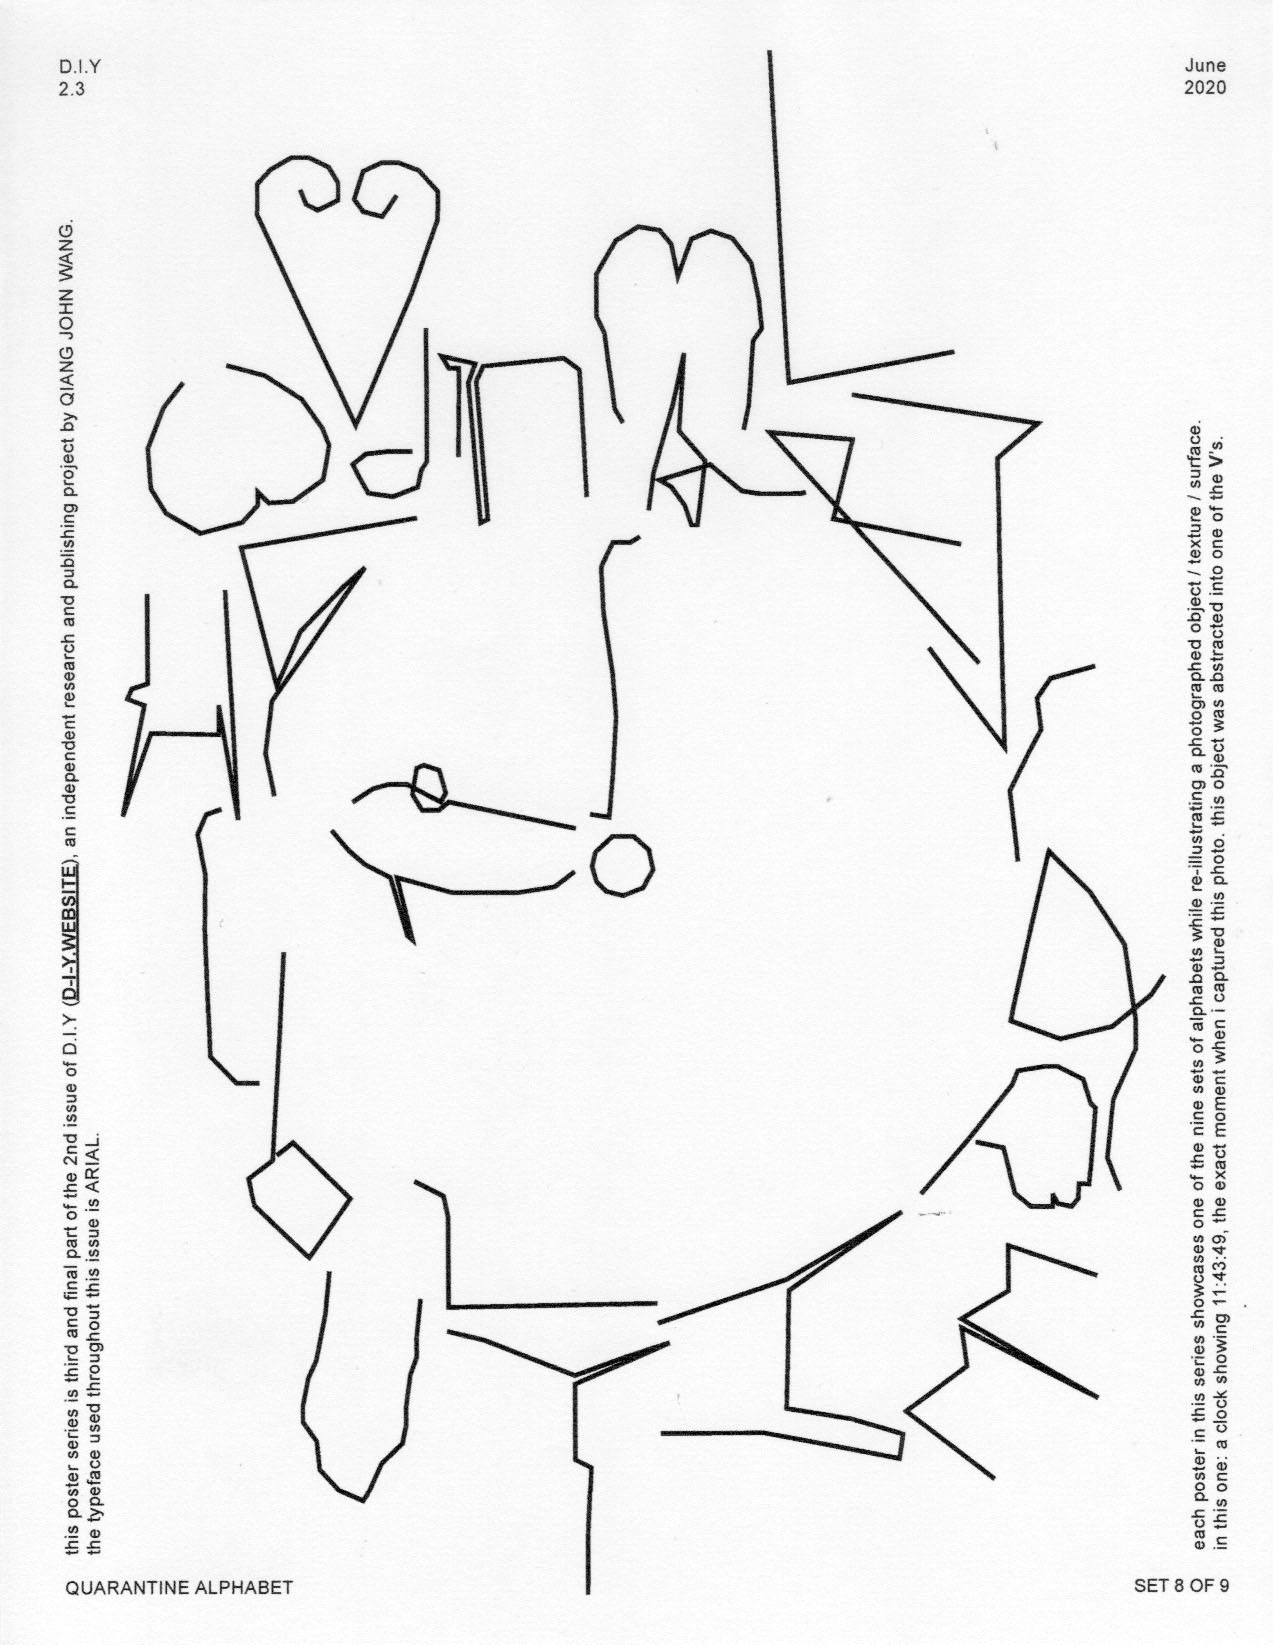 D.I.Y
2.3
June
2020
this poster series is third and final part of the 2nd issue of D.I.Y (D-I-Y.WEBSITE), an independent research and publishing project by QIANG JOHN WANG.
the typeface used throughout this issue is ARIAL.
each poster in this series showcases one of the nine sets of alphabets while re-illustrating a photographed object / texture / surface.
in this one: a clock showing 11:43:49, the exact moment when i captured this photo. this object was abstracted into one of the V's.
QUARANTINE ALPHABET
SET 8 OF 9